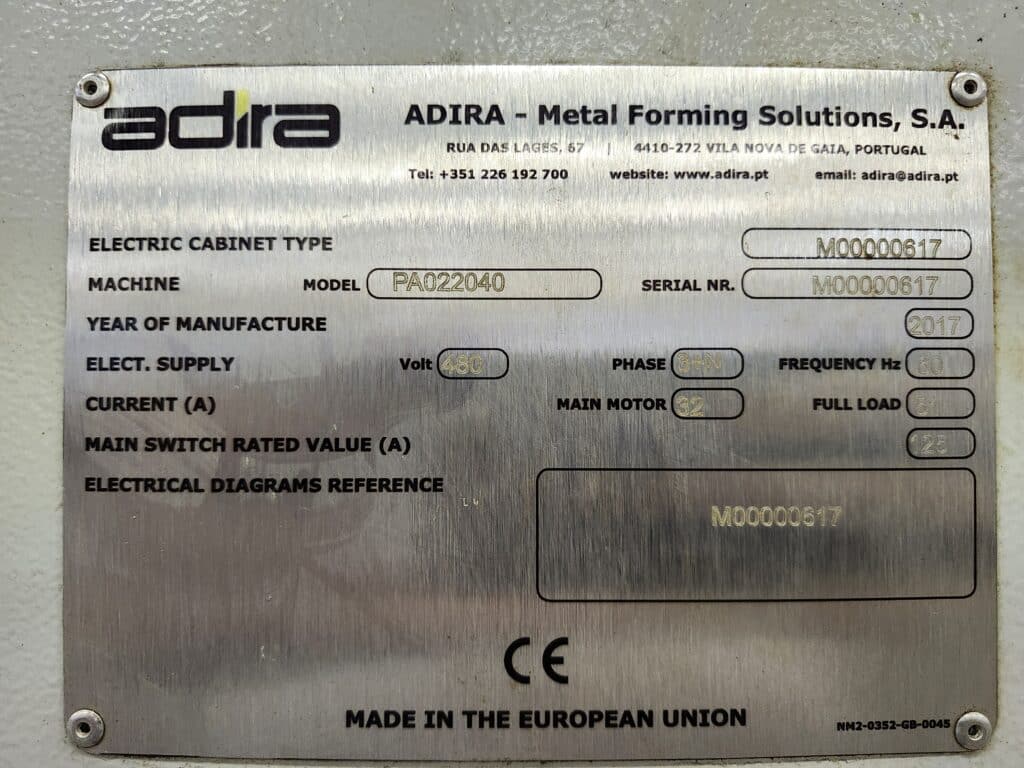 adira
ADIRA - Metal Forming Solutions, S.A.
RUA DAS LAGES, 67 | 4410-272 VILA NOVA DE GAIA, PORTUGAL
Tel: +351 226 192 700 website: www.adira.pt email: adira@adira.pt
ELECTRIC CABINET TYPE M00000617
MACHINE MODEL PA022040 SERIAL NR. M00000617
YEAR OF MANUFACTURE 2017
ELECT. SUPPLY Volt 480 PHASE 3+N FREQUENCY Hz 60
CURRENT (A) MAIN MOTOR 32 FULL LOAD
MAIN SWITCH RATED VALUE (A) 125
ELECTRICAL DIAGRAMS REFERENCE
M00000617
CE
MADE IN THE EUROPEAN UNION
NM2-0352-GB-0045